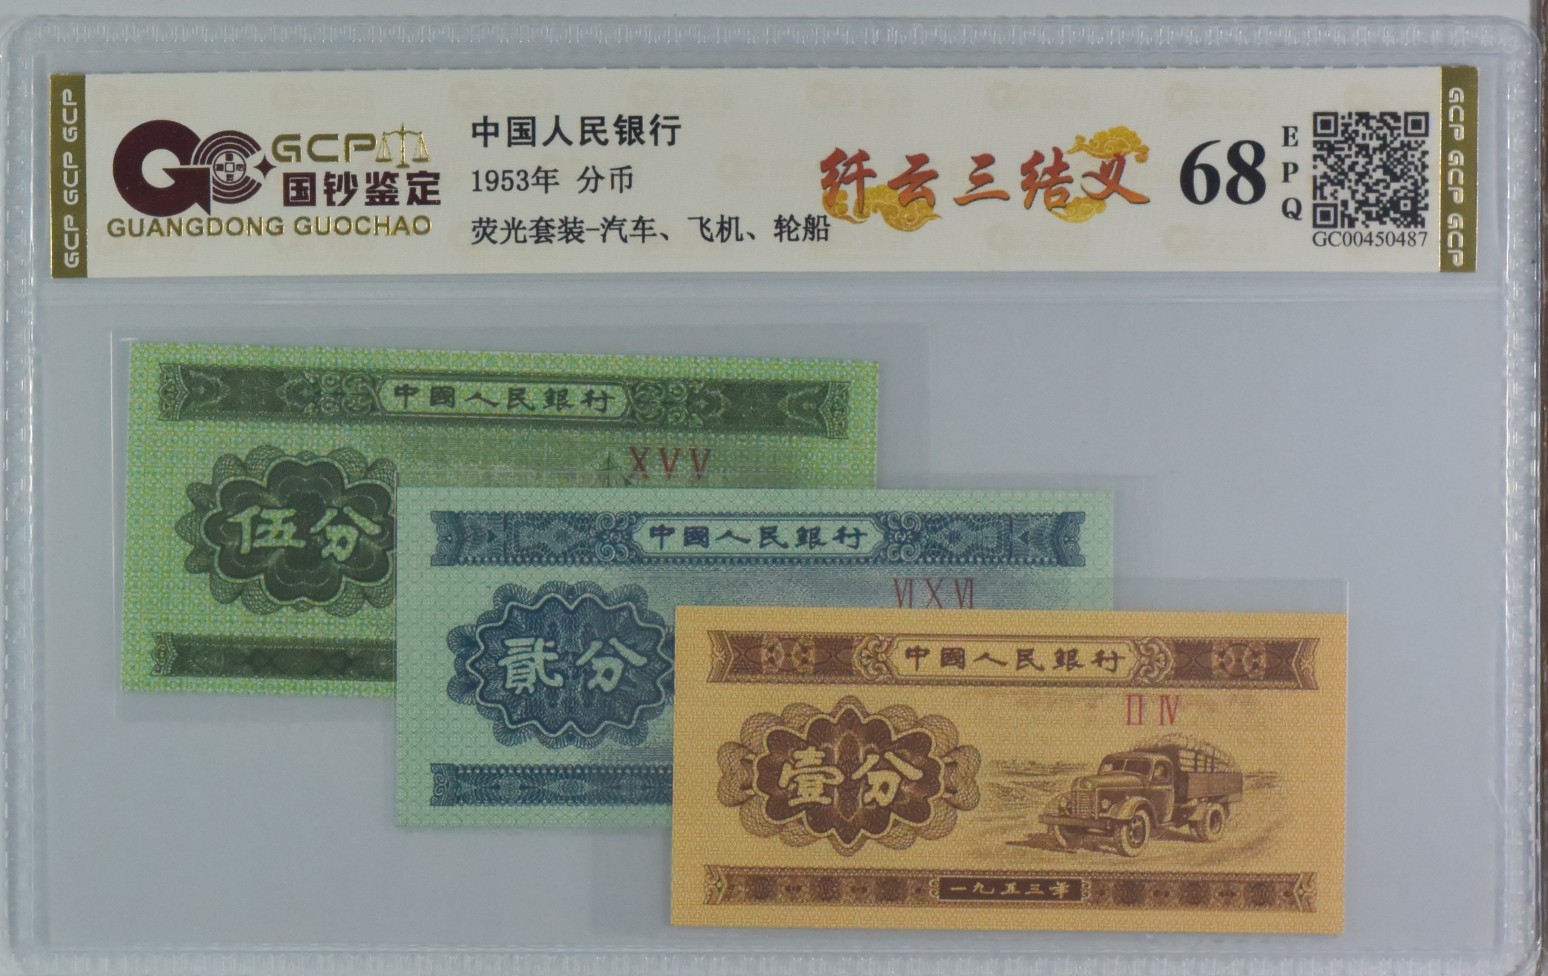 GCP GCP GCP
GCP
国钞鉴定
GUANGDONG GUOCHAO
中国人民银行
1953年 分币
荧光套装-汽车、飞机、轮船
纤云三结义
68
EPQ
GC00450487
GCP GCP GCP
中國人民銀行
XVV
伍分
中國人民銀行
VI X VI
貳分
中國人民銀行
II IV
壹分
一九五三年